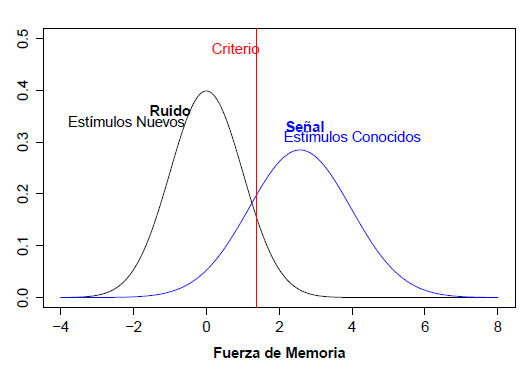 Criterio
Ruido
Estímulos Nuevos
Señal
Estímulos Conocidos
0.5
0.4
0.3
0.2
0.1
0.0
−4 −2 0 2 4 6 8
Fuerza de Memoria